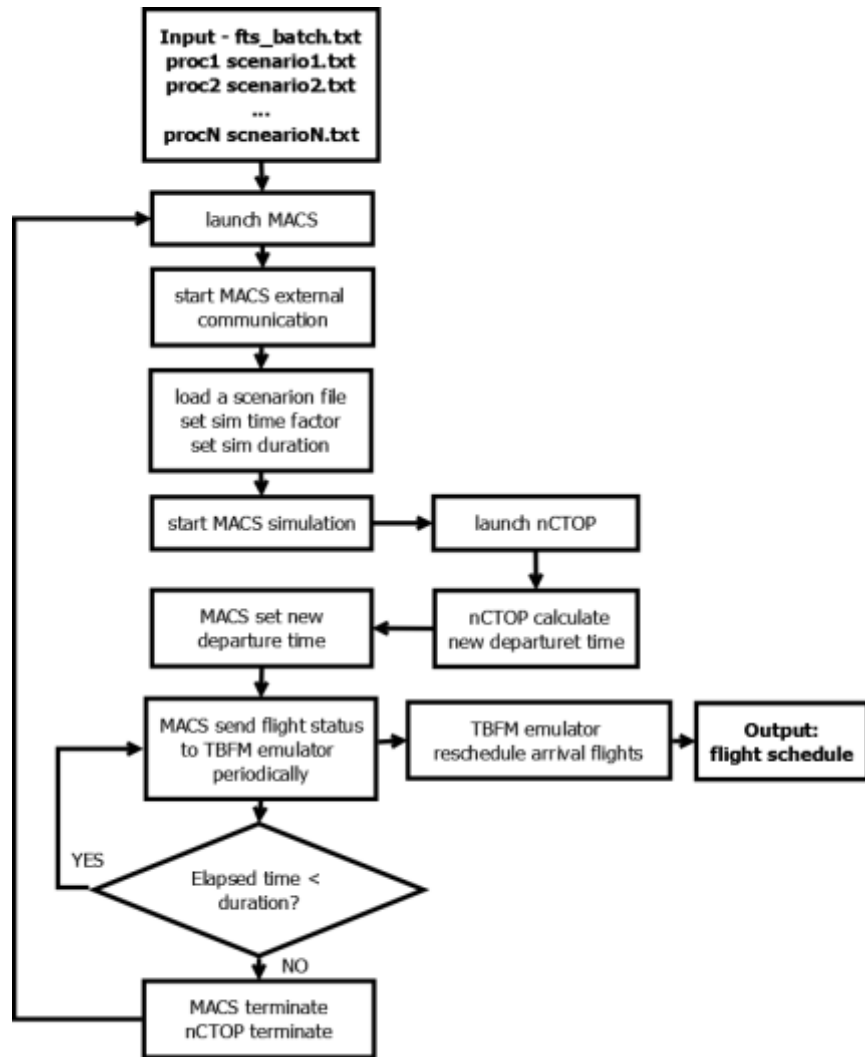 Input - fts_batch.txt
proc1 scenario1.txt
proc2 scenario2.txt
...
procN scnearioN.txt
launch MACS
start MACS external
communication
load a scenarion file
set sim time factor
set sim duration
start MACS simulation
launch nCTOP
nCTOP calculate
new departuret time
MACS set new
departure time
MACS send flight status
to TBFM emulator
periodically
TBFM emulator
reschedule arrival flights
Output:
flight schedule
YES
Elapsed time <
duration?
NO
MACS terminate
nCTOP terminate